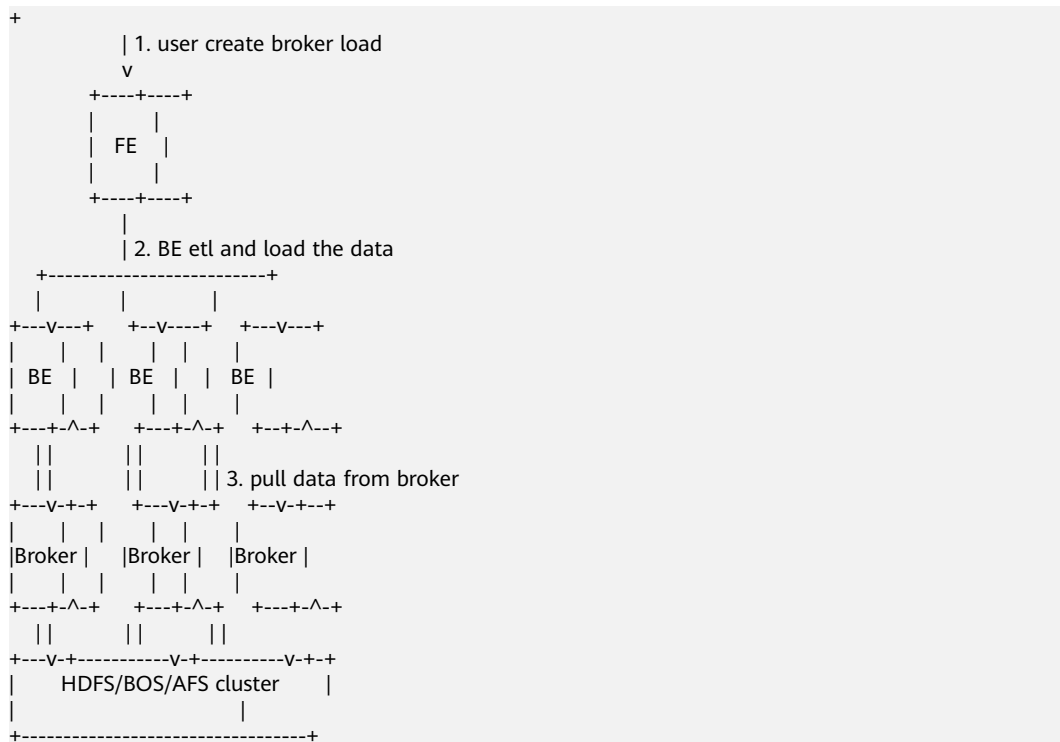 +
| 1. user create broker load
v
+----+----+
|         |
|   FE   |
|         |
+----+----+
|
| 2. BE etl and load the data
+--------------------------+
|            |             |
+---v---+     +--v----+    +---v---+
|      |     |       |    |      |
|  BE  |    |  BE  |    |  BE  |
|      |     |       |    |      |
+---+-^-+     +---+-^-+    +--+-^--+
| |          | |         | |
| |          | |         | | 3. pull data from broker
+---v-+-+     +---v-+-+    +--v-+--+
|      |     |       |    |      |
|Broker |     |Broker |    |Broker |
|      |     |       |    |      |
+---+-^-+     +---+-^-+    +---+-^-+
| |          | |          | |
+---v-+-----------v-+----------v-+-+
|      HDFS/BOS/AFS cluster       |
|                                 |
+----------------------------------+